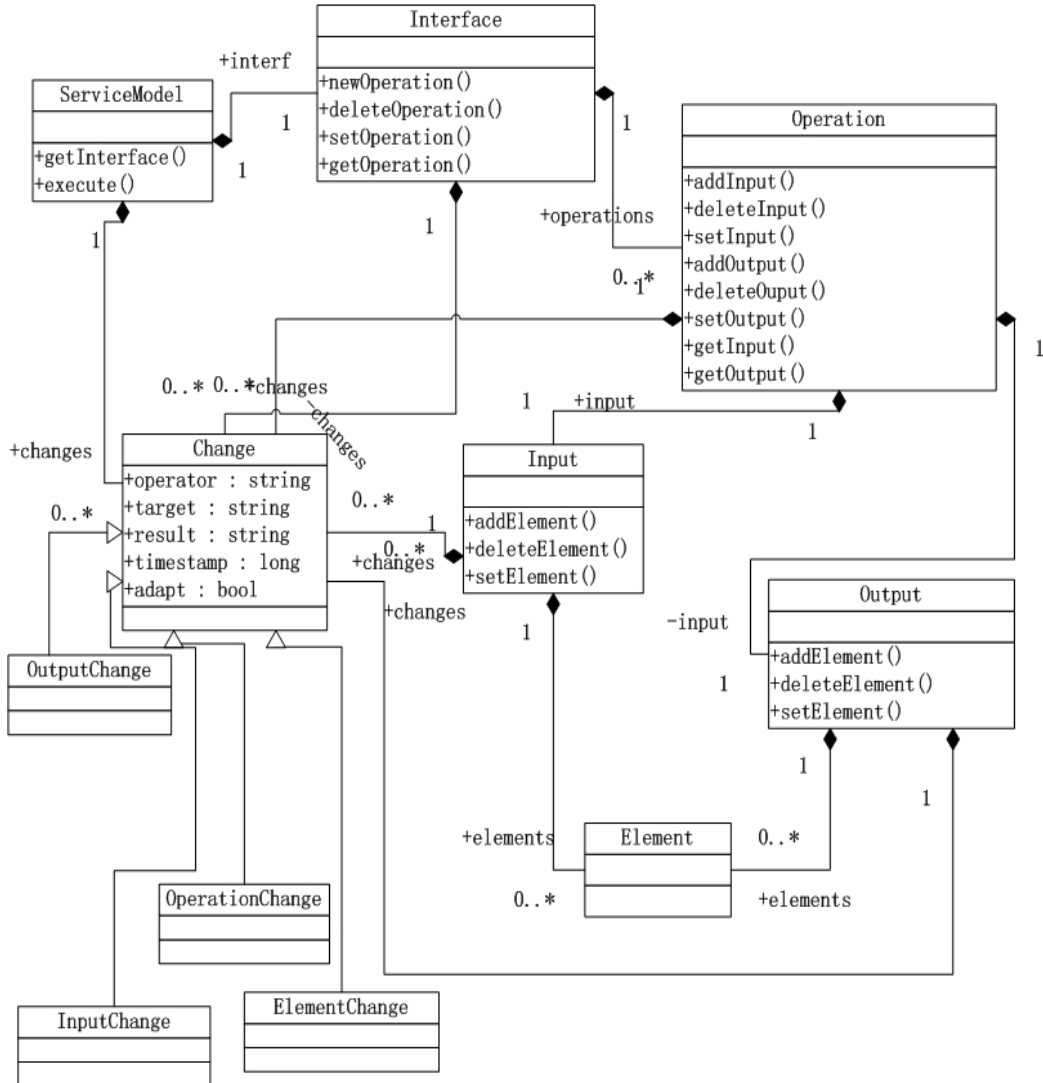 Interface
+newOperation()
+deleteOperation()
+setOperation()
+getOperation()
+interf
1
1
ServiceModel
+getInterface()
+execute()
1
1
1
Operation
+addInput()
+deleteInput()
+setInput()
+addOutput()
+deleteOuput()
+setOutput()
+getInput()
+getOutput()
+operations
0..*
1
1
0..*
0..*
+changes
-changes
1
+input
1
+changes
0..*
Change
+operator : string
+target : string
+result : string
+timestamp : long
+adapt : bool
0..*
1
0..*
+changes
+changes
Input
+addElement()
+deleteElement()
+setElement()
1
-input
1
Output
+addElement()
+deleteElement()
+setElement()
1
1
OutputChange
+elements
0..*
Element
0..*
+elements
OperationChange
InputChange
ElementChange